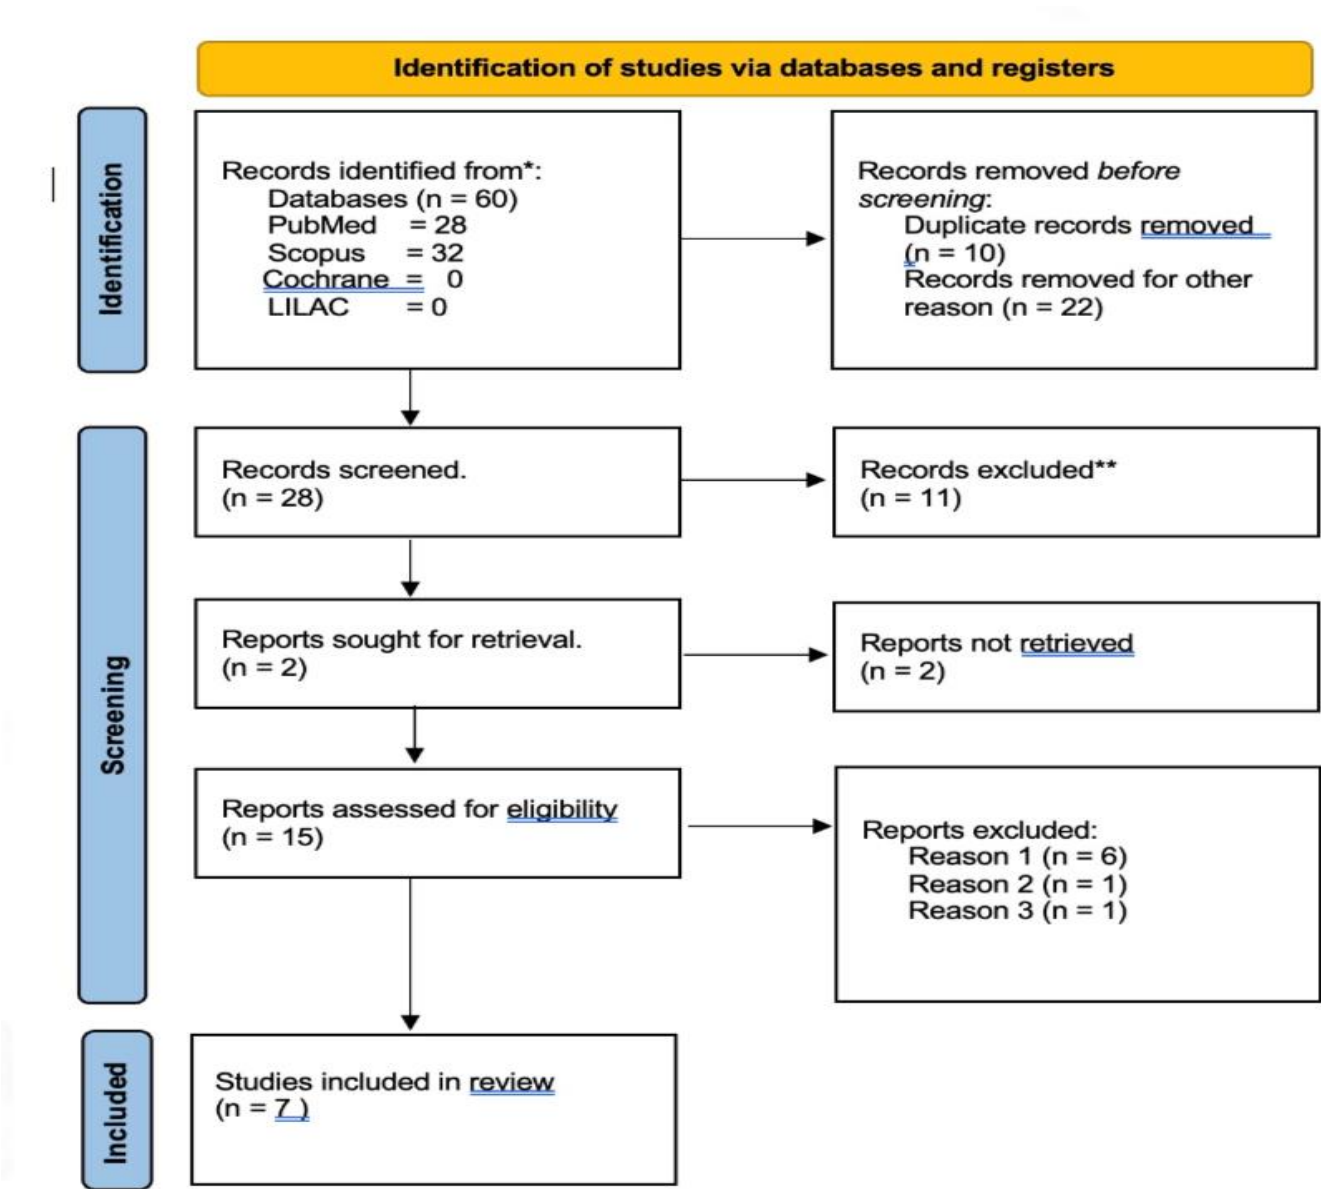 Identification of studies via databases and registers
Identification
Records identified from*:
Databases (n = 60)
PubMed = 28
Scopus = 32
Cochrane = 0
LILAC = 0
Records removed before
screening:
Duplicate records removed
(n = 10)
Records removed for other
reason (n = 22)
Screening
Records screened.
(n = 28)
Records excluded**
(n = 11)
Reports sought for retrieval.
(n = 2)
Reports not retrieved
(n = 2)
Reports assessed for eligibility
(n = 15)
Reports excluded:
Reason 1 (n = 6)
Reason 2 (n = 1)
Reason 3 (n = 1)
Included
Studies included in review
(n = 7 )